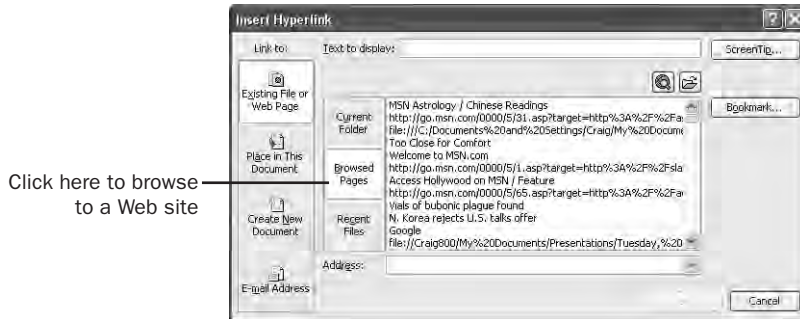 Insert Hyperlink
Link to:
Text to display:
ScreenTip...
Existing File or
Web Page
Bookmark...
Current
Folder
MSN Astrology / Chinese Readings
http://go.msn.com/0000/5/31.asp?target=http%3A%2F%2Fa
file:///C:/Documents%20and%20Settings/Craig/My%20Docume
Too Close for Comfort
Place in This
Document
Browsed
Pages
Welcome to MSN.com
http://go.msn.com/0000/5/1.asp?target=http%3A%2F%2Fsla
Access Hollywood on MSN / Feature
http://go.msn.com/0000/5/65.asp?target=http%3A%2F%2Fa
Click here to browse
to a Web site
Create New
Document
Recent
Files
Vials of bubonic plague found
N. Korea rejects U.S. talks offer
Google
file://Craig800/My%20Documents/Presentations/Tuesday,%20
Address:
E-mail Address
Cancel